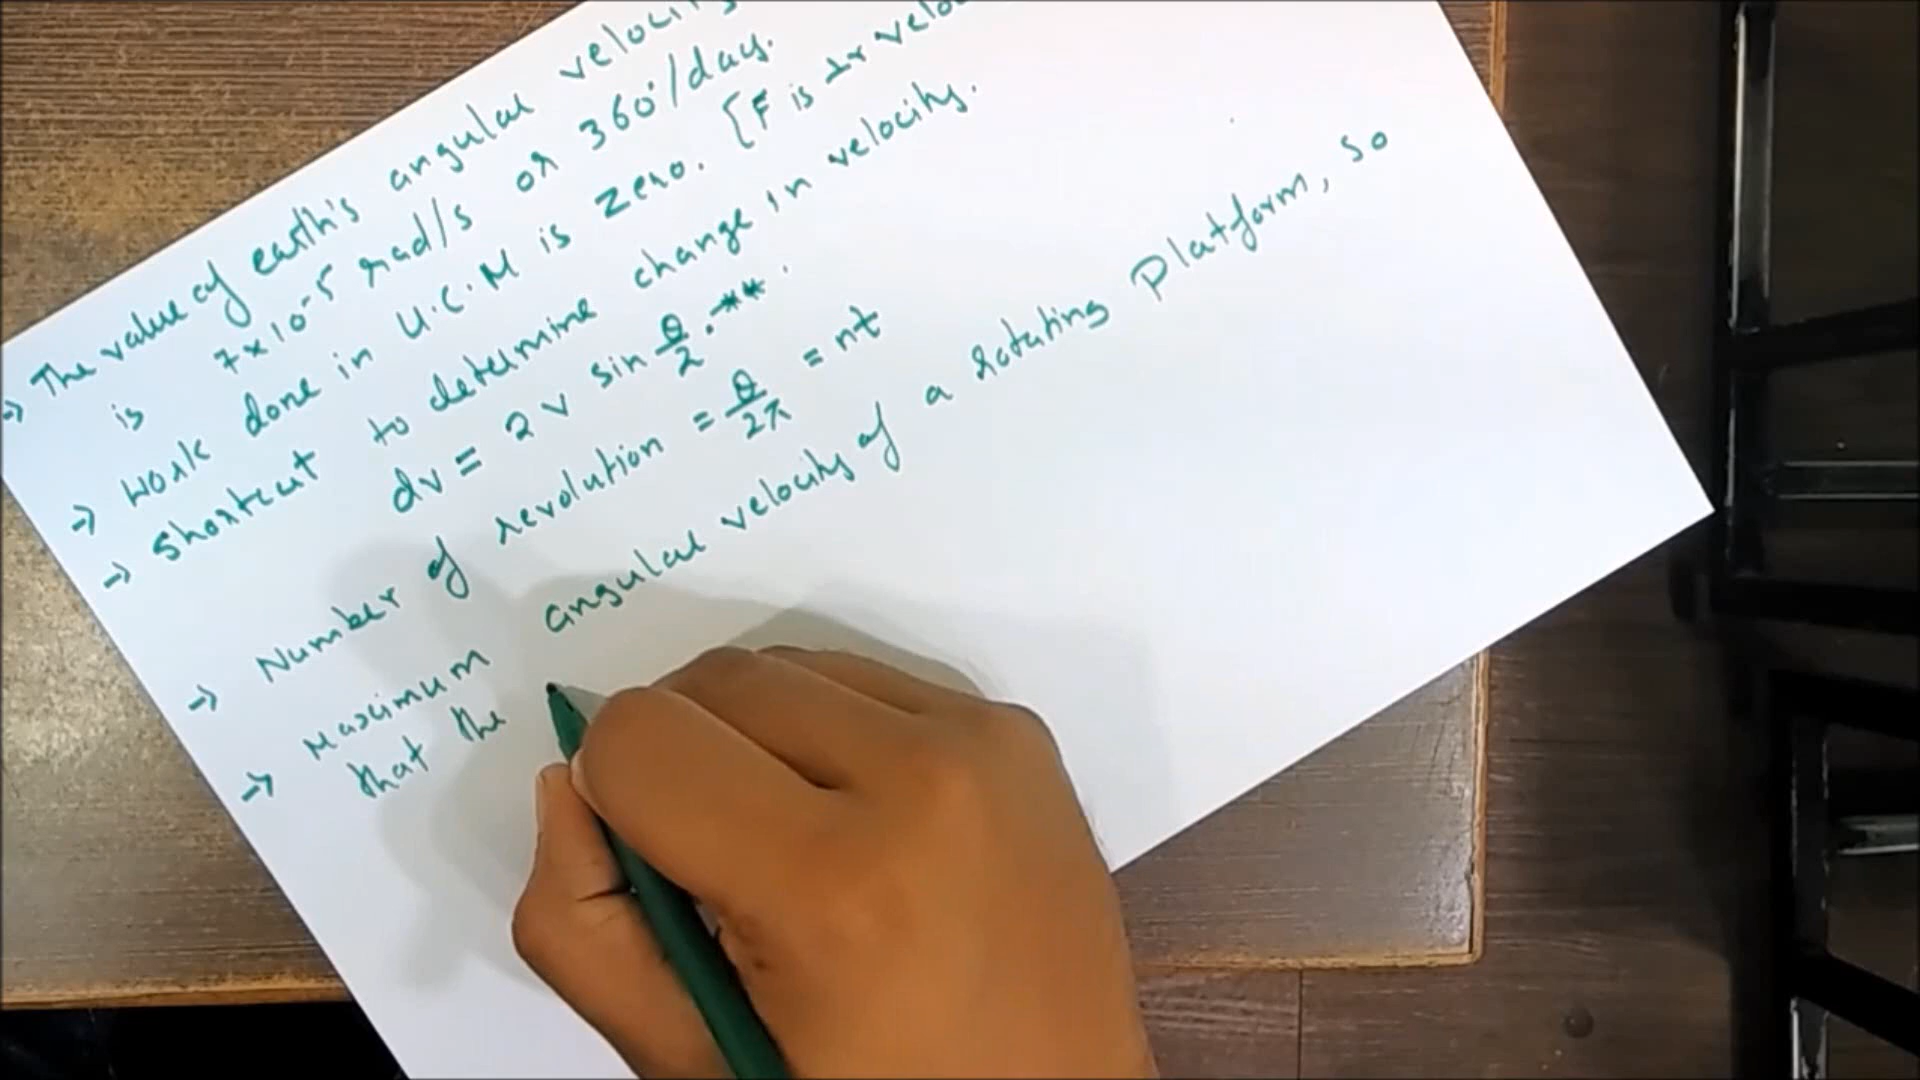 → The value of earth's angular velocity
is 7×10⁻⁵ rad/s or 360°/day.
→ Work done in U.C.M is zero. [F is ⊥r velo
→ Shortcut to determine change in velocity.
dv = 2v sin θ/2 . ** .
→ Number of revolution = θ/2π = nt
→ Maximum angular velocity of a rotating Platform, so
that the